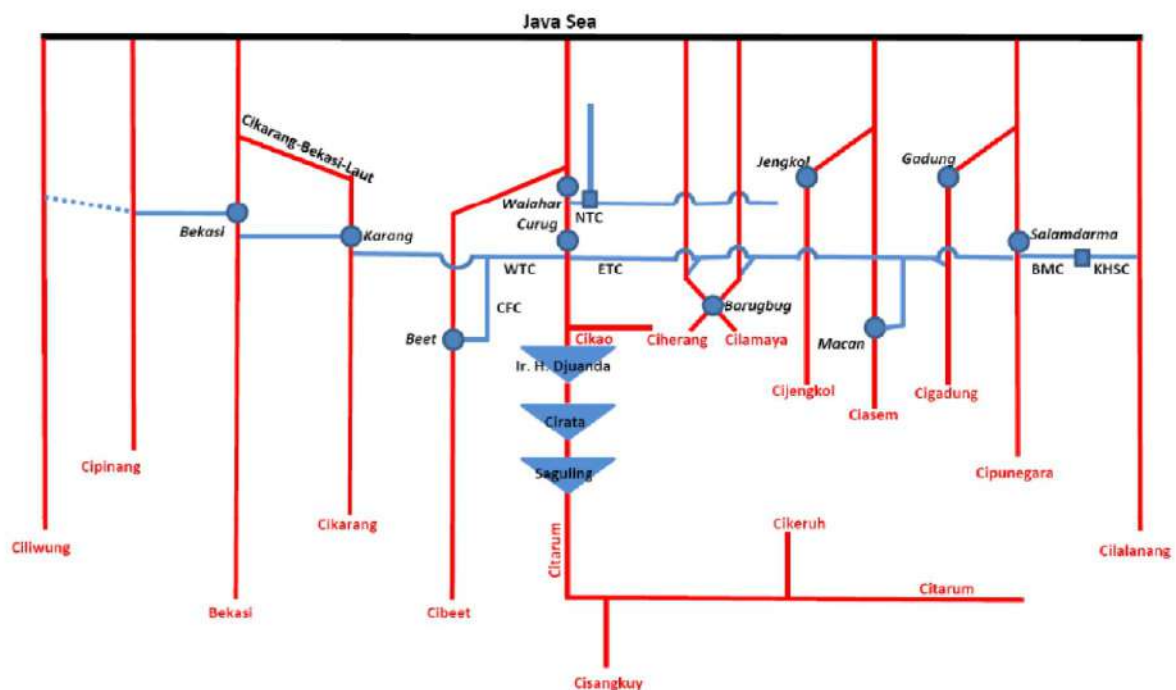 Java Sea
Cikarang-Bekasi-Laut
Jengkol
Gadung
Walahar
NTC
Curug
Bekasi
Karang
Salamdarma
WTC
ETC
BMC
KHSC
CFC
Barugbug
Beet
Cikao
Ciherang
Cilamaya
Macan
Ir. H. Djuanda
Cijengkol
Ciasem
Cigadung
Cirata
Cipinang
Saguling
Cipunegara
Cikarang
Cikeruh
Ciliwung
Cilalanang
Citarum
Citarum
Bekasi
Cibeet
Cisangkuy